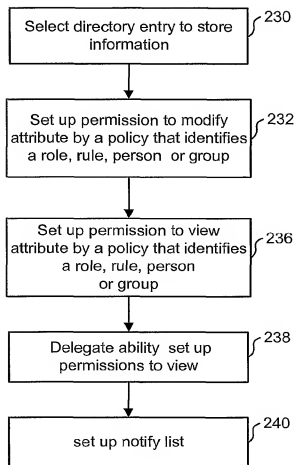 Select directory entry to store
information
230
Set up permission to modify
attribute by a policy that identifies
a role, rule, person or group
232
Set up permission to view
attribute by a policy that identifies
a role, rule, person
or group
236
Delegate ability set up
permissions to view
238
set up notify list
240